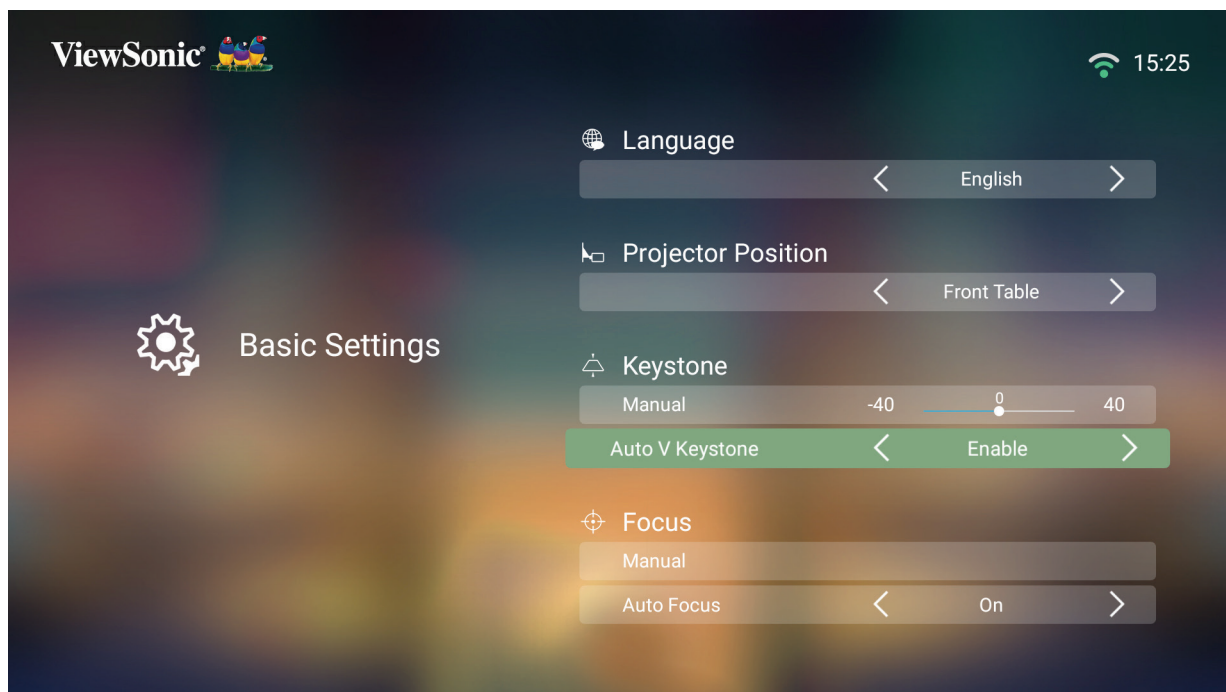 ViewSonic®
15:25
Language
English
Projector Position
Front Table
Basic Settings
Keystone
Manual -40 0 40
Auto V Keystone Enable
Focus
Manual
Auto Focus On